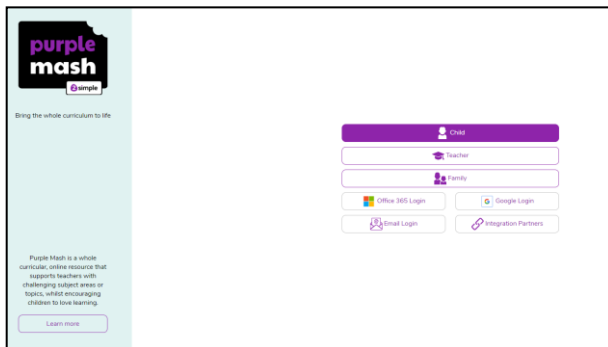 purple
mash
2simple
Bring the whole curriculum to life
Purple Mash is a whole
curricular, online resource that
supports teachers with
challenging subject areas or
topics, whilst encouraging
children to love learning.
Learn more
Child
Teacher
Family
Office 365 Login
G Google Login
Email Login
Integration Partners